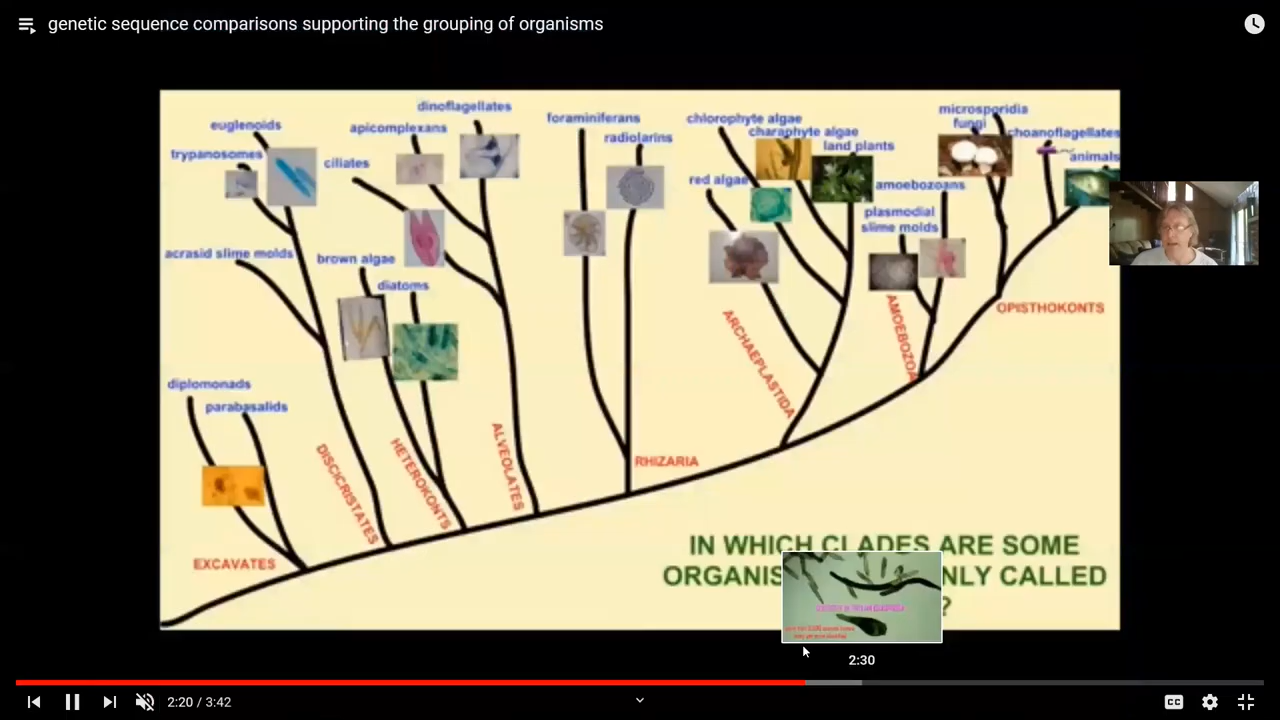 genetic sequence comparisons supporting the grouping of organisms
dinoflagellates
euglenoids
apicomplexans
foraminiferans
chlorophyte algae
microsporidia
fungi
choanoflagellates
trypanosomes
ciliates
radiolarins
charaphyte algae
land plants
animals
red algae
amoebozoans
plasmodial
slime molds
acrasid slime molds
brown algae
diatoms
OPISTHOKONTS
ARCHAEPLASTIDA
AMOEBOZOA
diplomonads
parabasalids
DISCICRISTATES
HETEROKONTS
ALVEOLATES
RHIZARIA
EXCAVATES
IN WHICH CLADES ARE SOME
ORGANIS NLY CALLED
?
2:30
2:20 / 3:42
CC